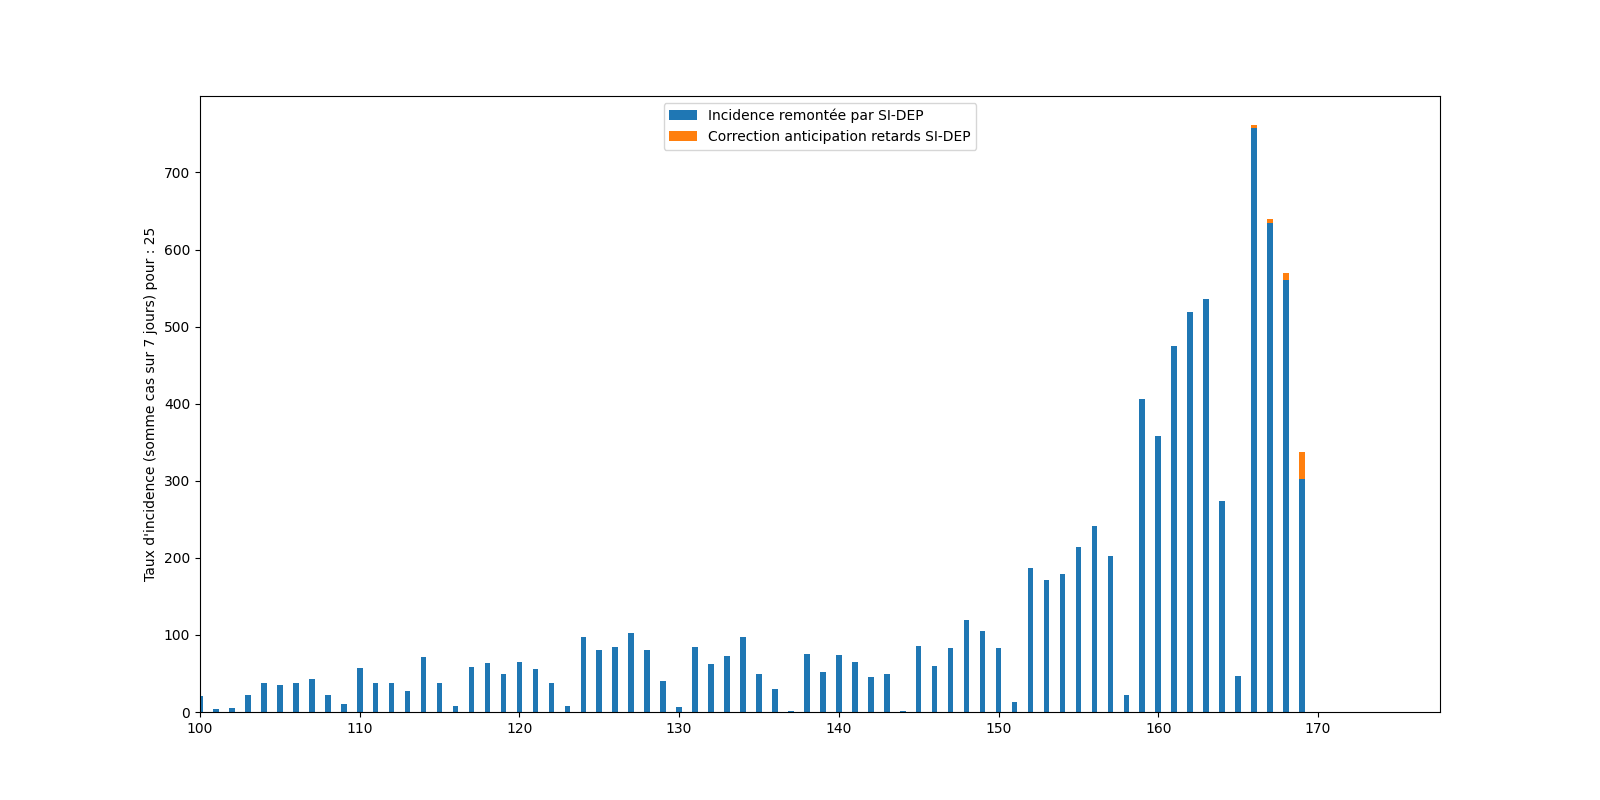 Incidence remontée par SI-DEP
Correction anticipation retards SI-DEP
Taux d'incidence (somme cas sur 7 jours) pour : 25
700
600
500
400
300
200
100
0
100 110 120 130 140 150 160 170